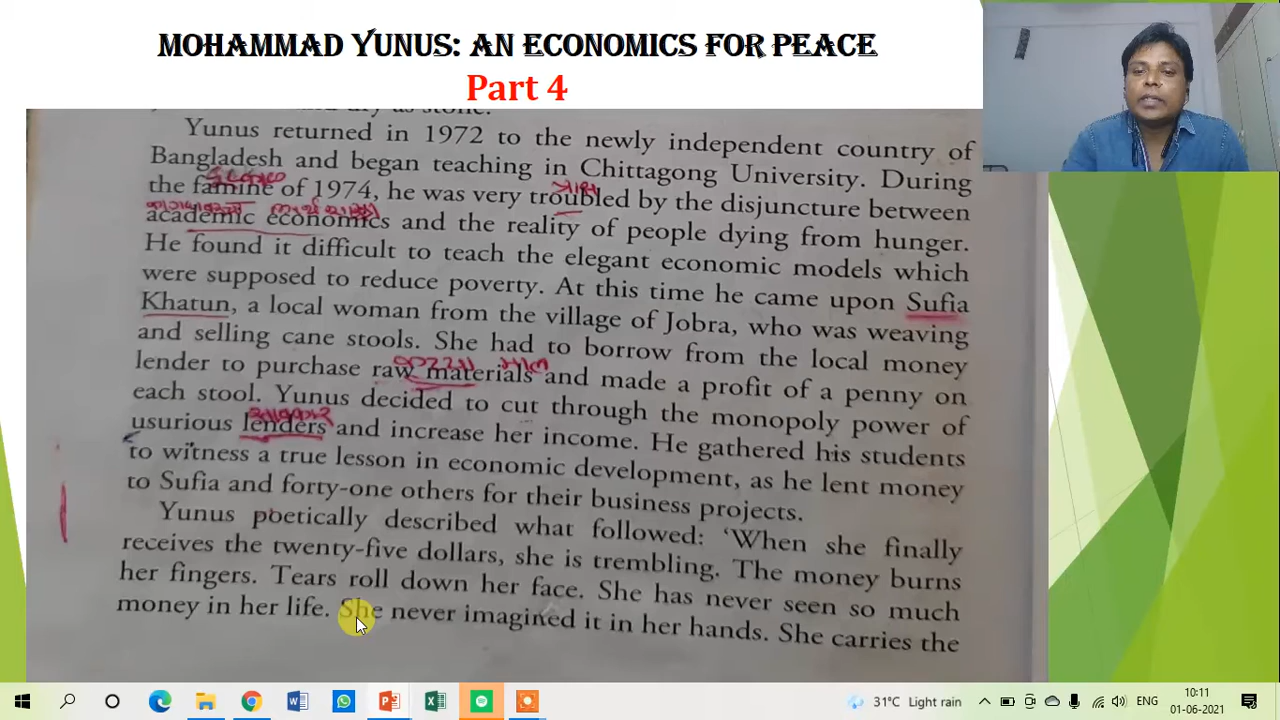 MOHAMMAD YUNUS: AN ECONOMICS FOR PEACE
Part 4
Yunus returned in 1972 to the newly independent country of
Bangladesh and began teaching in Chittagong University. During
the famine of 1974, he was very troubled by the disjuncture between
academic economics and the reality of people dying from hunger.
He found it difficult to teach the elegant economic models which
were supposed to reduce poverty. At this time he came upon Sufia
Khatun, a local woman from the village of Jobra, who was weaving
and selling cane stools. She had to borrow from the local money
lender to purchase raw materials and made a profit of a penny on
each stool. Yunus decided to cut through the monopoly power of
usurious lenders and increase her income. He gathered his students
to witness a true lesson in economic development, as he lent money
to Sufia and forty-one others for their business projects.
Yunus poetically described what followed: 'When she finally
receives the twenty-five dollars, she is trembling. The money burns
her fingers. Tears roll down her face. She has never seen so much
money in her life. She never imagined it in her hands. She carries the
31°C Light rain
ENG
10:11
01-06-2021